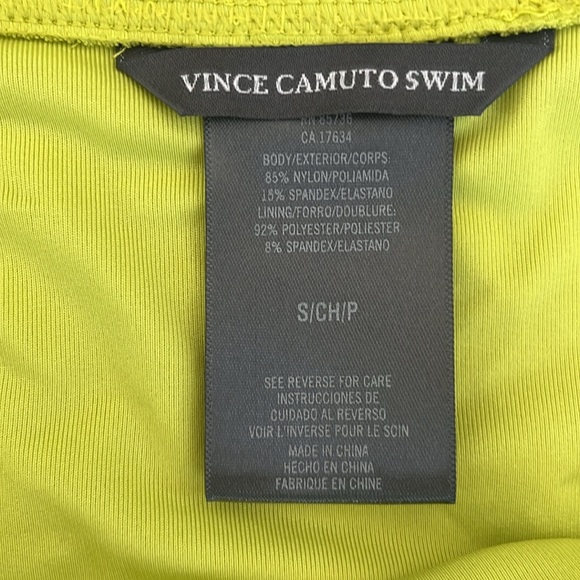 VINCE CAMUTO SWIM
CA 17634
BODY/EXTERIOR/CORPS
85% NYLON/POLIAMIDA
15% SPANDEX/ELASTANO
LINING/FORRO/DOUBLURE:
92% POLYESTER/POLIESTER
8% SPANDEX/ELASTANO
S/CH/P
SEE REVERSE FOR CARE
INSTRUCCIONES DE
CUIDADO AL REVERSO
VOIR L'INVERSE POUR LE SOIN
MADE IN CHINA
HECHO EN CHINA
FABRIQUE EN CHINE